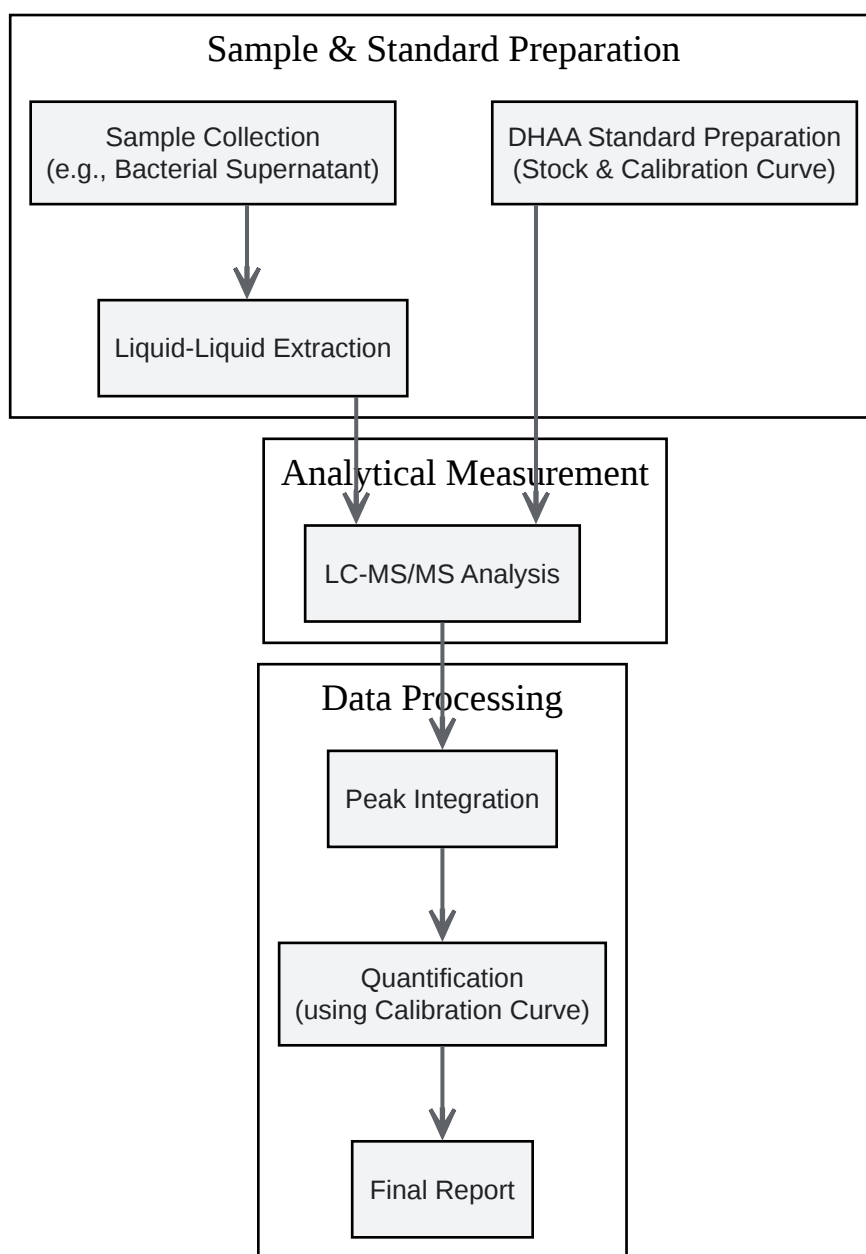 Sample & Standard Preparation
Sample Collection
(e.g., Bacterial Supernatant)
DHAA Standard Preparation
(Stock & Calibration Curve)
Liquid-Liquid Extraction
Analytical Measurement
LC-MS/MS Analysis
Data Processing
Peak Integration
Quantification
(using Calibration Curve)
Final Report